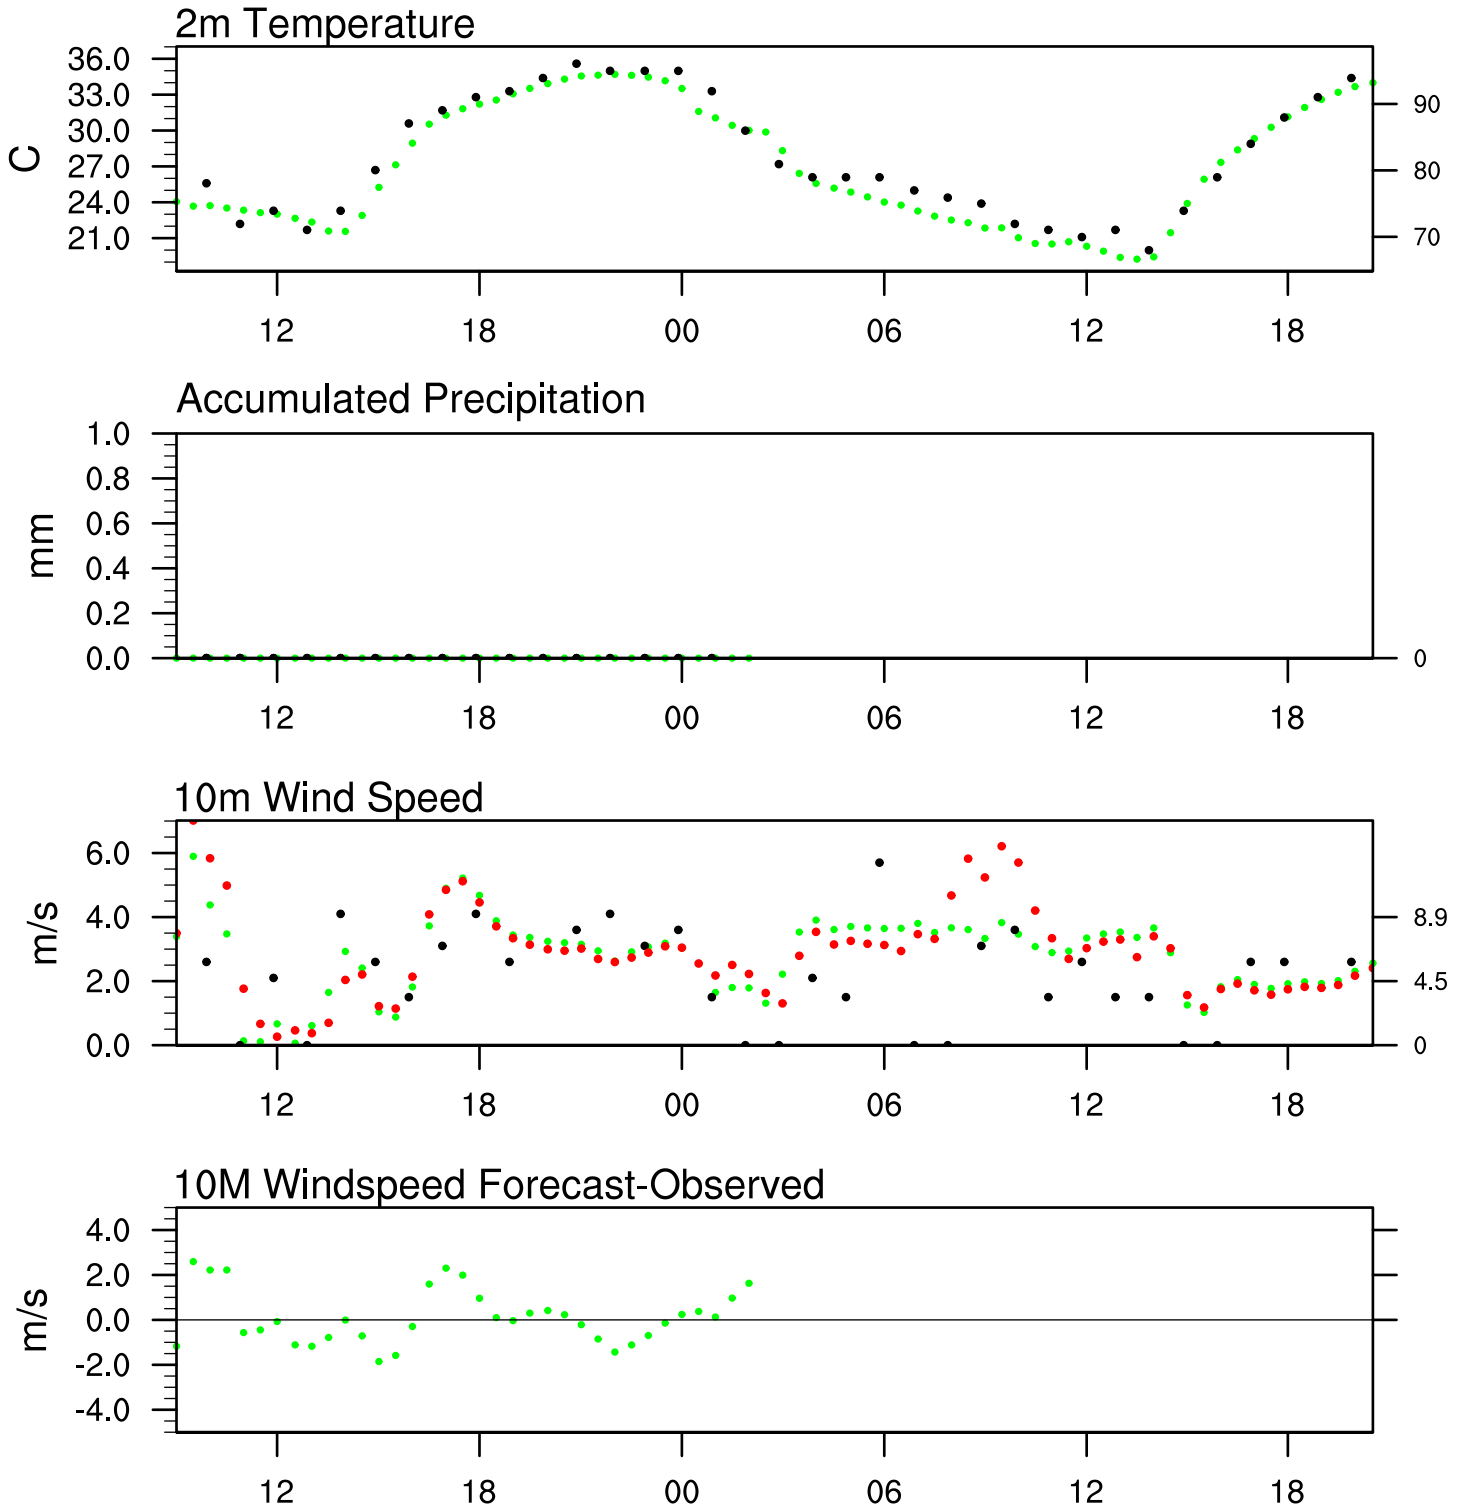 2m Temperature
36.0
33.0
30.0
27.0
24.0
21.0
C
90
80
70
12 18 00 06 12 18
Accumulated Precipitation
1.0
0.8
0.6
0.4
0.2
0.0
mm
0
12 18 00 06 12 18
10m Wind Speed
6.0
4.0
2.0
0.0
m/s
8.9
4.5
0
12 18 00 06 12 18
10M Windspeed Forecast-Observed
4.0
2.0
0.0
-2.0
-4.0
m/s
12 18 00 06 12 18